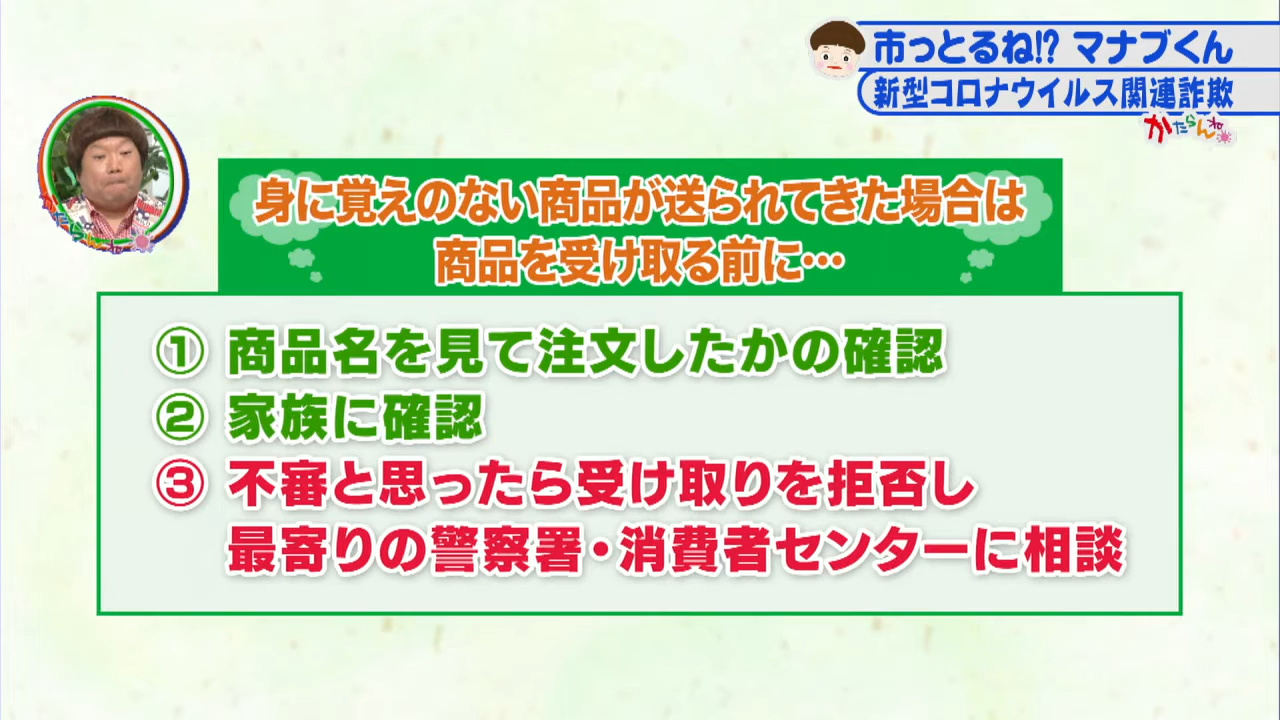 市っとるね!? マナブくん
新型コロナウイルス関連詐欺
かたらんね
身に覚えのない商品が送られてきた場合は
商品を受け取る前に…
① 商品名を見て注文したかの確認
② 家族に確認
③ 不審と思ったら受け取りを拒否し
最寄りの警察署・消費者センターに相談